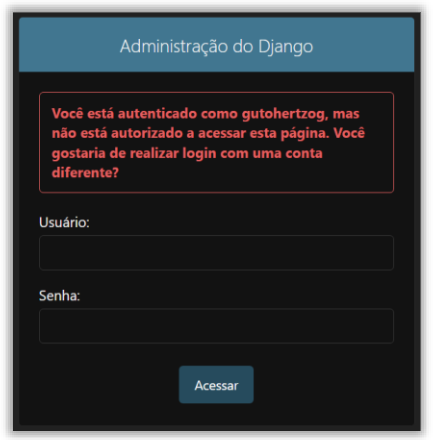 Administração do Django
Você está autenticado como gutohertzog, mas
não está autorizado a acessar esta página. Você
gostaria de realizar login com uma conta
diferente?
Usuário:
Senha:
Acessar